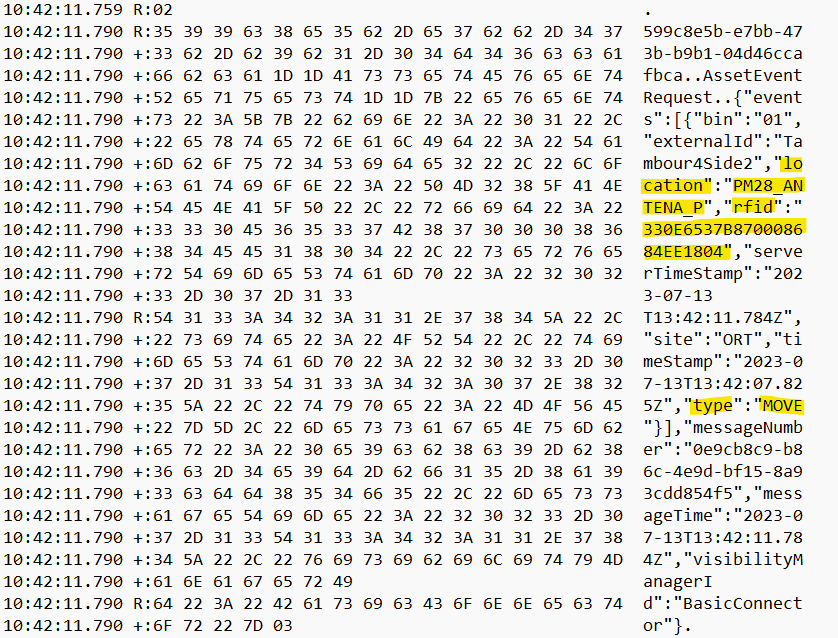 10:42:11.759 R:02 .
10:42:11.790 R:35 39 39 63 38 65 35 62 2D 65 37 62 62 2D 34 37 599c8e5b-e7bb-47
10:42:11.790 +:33 62 2D 62 39 62 31 2D 30 34 64 34 36 63 63 61 3b-b9b1-04d46cca
10:42:11.790 +:66 62 63 61 1D 1D 41 73 73 65 74 45 76 65 6E 74 fbca..AssetEvent
10:42:11.790 +:52 65 71 75 65 73 74 1D 1D 7B 22 65 76 65 6E 74 Request..{"event
10:42:11.790 +:73 22 3A 5B 7B 22 62 69 6E 22 3A 22 30 31 22 2C s":[{"bin":"01",
10:42:11.790 +:22 65 78 74 65 72 6E 61 6C 49 64 22 3A 22 54 61 "externalId":"Ta
10:42:11.790 +:6D 62 6F 75 72 34 53 69 64 65 32 22 2C 22 6C 6F mbour4Side2","lo
10:42:11.790 +:63 61 74 69 6F 6E 22 3A 22 50 4D 32 38 5F 41 4E cation":"PM28_AN
10:42:11.790 +:54 45 4E 41 5F 50 22 2C 22 72 66 69 64 22 3A 22 TENA_P","rfid":"
10:42:11.790 +:33 33 30 45 36 35 33 37 42 38 37 30 30 30 38 36 330E6537B8700086
10:42:11.790 +:38 34 45 45 31 38 30 34 22 2C 22 73 65 72 76 65 84EE1804","serve
10:42:11.790 +:72 54 69 6D 65 53 74 61 6D 70 22 3A 22 32 30 32 rTimeStamp":"202
10:42:11.790 +:33 2D 30 37 2D 31 33 3-07-13
10:42:11.790 R:54 31 33 3A 34 32 3A 31 31 2E 37 38 34 5A 22 2C T13:42:11.784Z",
10:42:11.790 +:22 73 69 74 65 22 3A 22 4F 52 54 22 2C 22 74 69 "site":"ORT","ti
10:42:11.790 +:6D 65 53 74 61 6D 70 22 3A 22 32 30 32 33 2D 30 meStamp":"2023-0
10:42:11.790 +:37 2D 31 33 54 31 33 3A 34 32 3A 30 37 2E 38 32 7-13T13:42:07.82
10:42:11.790 +:35 5A 22 2C 22 74 79 70 65 22 3A 22 4D 4F 56 45 5Z","type":"MOVE
10:42:11.790 +:22 7D 5D 2C 22 6D 65 73 73 61 67 65 4E 75 6D 62 "}],"messageNumb
10:42:11.790 +:65 72 22 3A 22 30 65 39 63 62 38 63 39 2D 62 38 er":"0e9cb8c9-b8
10:42:11.790 +:36 63 2D 34 65 39 64 2D 62 66 31 35 2D 38 61 39 6c-4e9d-bf15-8a9
10:42:11.790 +:33 63 64 64 38 35 34 66 35 22 2C 22 6D 65 73 73 3cdd854f5","mess
10:42:11.790 +:61 67 65 54 69 6D 65 22 3A 22 32 30 32 33 2D 30 ageTime":"2023-0
10:42:11.790 +:37 2D 31 33 54 31 33 3A 34 32 3A 31 31 2E 37 38 7-13T13:42:11.78
10:42:11.790 +:34 5A 22 2C 22 76 69 73 69 62 69 6C 69 74 79 4D 4Z","visibilityM
10:42:11.790 +:61 6E 61 67 65 72 49 anagerI
10:42:11.790 R:64 22 3A 22 42 61 73 69 63 43 6F 6E 6E 65 63 74 d":"BasicConnect
10:42:11.790 +:6F 72 22 7D 03 or"}.